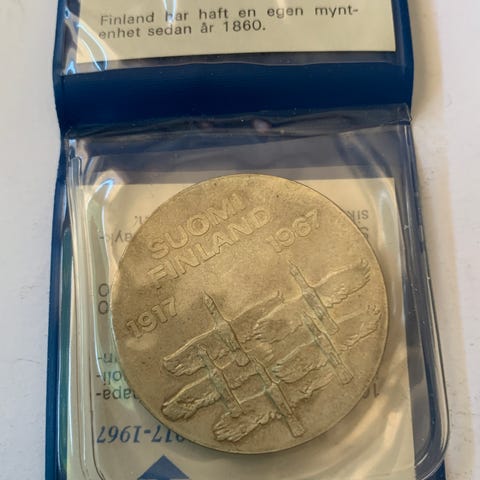 Finland har haft en egen mynt-
enhet sedan år 1860.
SUOMI
FINLAND
1917 1967
1917-1967